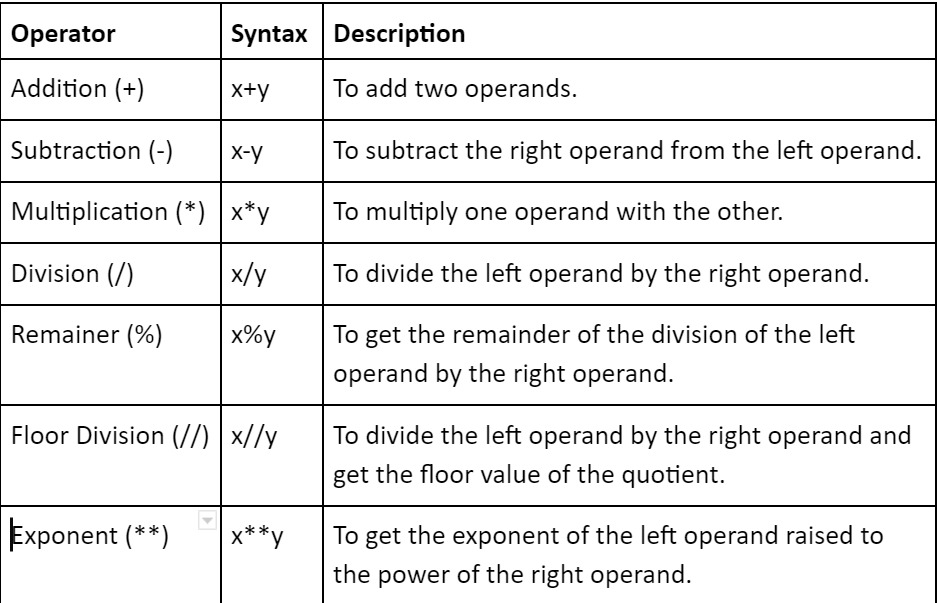 Operator Syntax Description
Addition (+) x+y To add two operands.
Subtraction (-) x-y To subtract the right operand from the left operand.
Multiplication (*) x*y To multiply one operand with the other.
Division (/) x/y To divide the left operand by the right operand.
Remainer (%) x%y To get the remainder of the division of the left
operand by the right operand.
Floor Division (//) x//y To divide the left operand by the right operand and
get the floor value of the quotient.
Exponent (**) x**y To get the exponent of the left operand raised to
the power of the right operand.